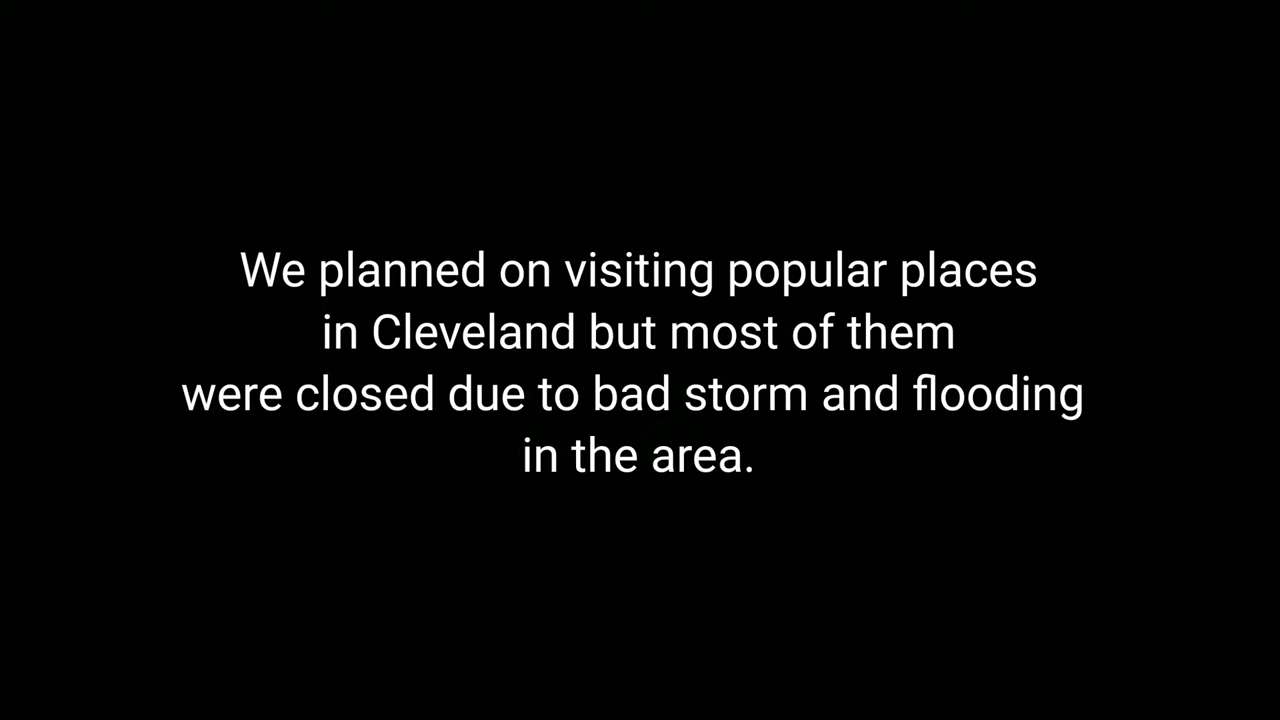 We planned on visiting popular places
in Cleveland but most of them
were closed due to bad storm and flooding
in the area.